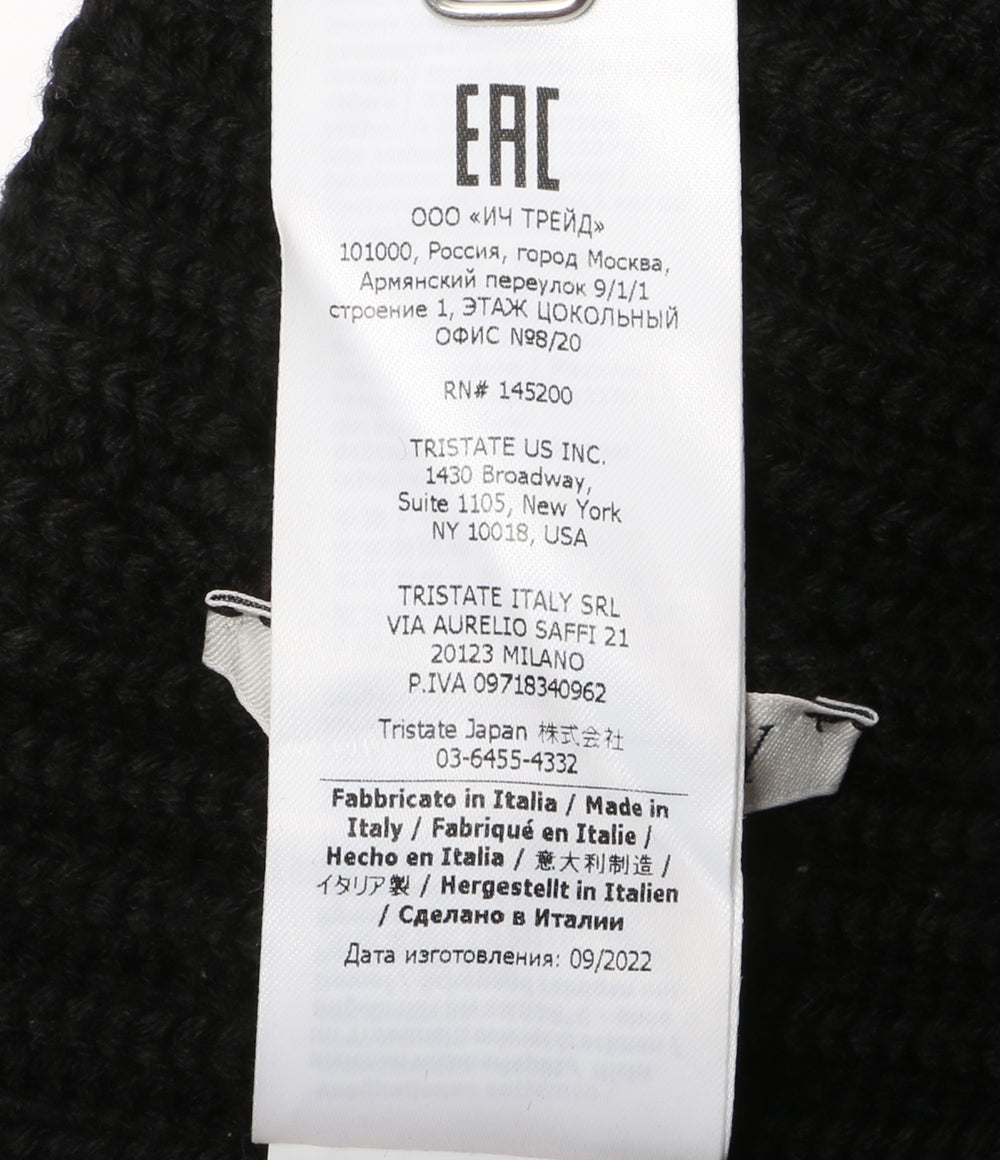 EAC
ООО «ИЧ ТРЕЙД»
101000, Россия, город Москва,
Армянский переулок 9/1/1
строение 1, ЭТАЖ ЦОКОЛЬНЫЙ
ОФИС №8/20
RN# 145200
TRISTATE US INC.
1430 Broadway,
Suite 1105, New York
NY 10018, USA
TRISTATE ITALY SRL
VIA AURELIO SAFFI 21
20123 MILANO
P.IVA 09718340962
Tristate Japan 株式会社
03-6455-4332
Fabbricato in Italia / Made in
Italy / Fabriqué en Italie /
Hecho en Italia / 意大利制造 /
イタリア製 / Hergestellt in Italien
/ Сделано в Италии
Дата изготовления: 09/2022